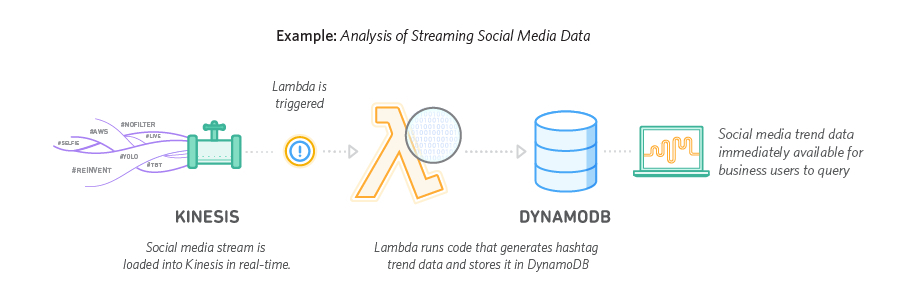 Example: Analysis of Streaming Social Media Data
Lambda is
triggered
#NOFILTER
#AWS
#LIVE
#SELFIE
#YOLO
#TBT
#REINVENT
Social media trend data
immediately available for
business users to query
KINESIS
DYNAMODB
Social media stream is
loaded into Kinesis in real-time.
Lambda runs code that generates hashtag
trend data and stores it in DynamoDB